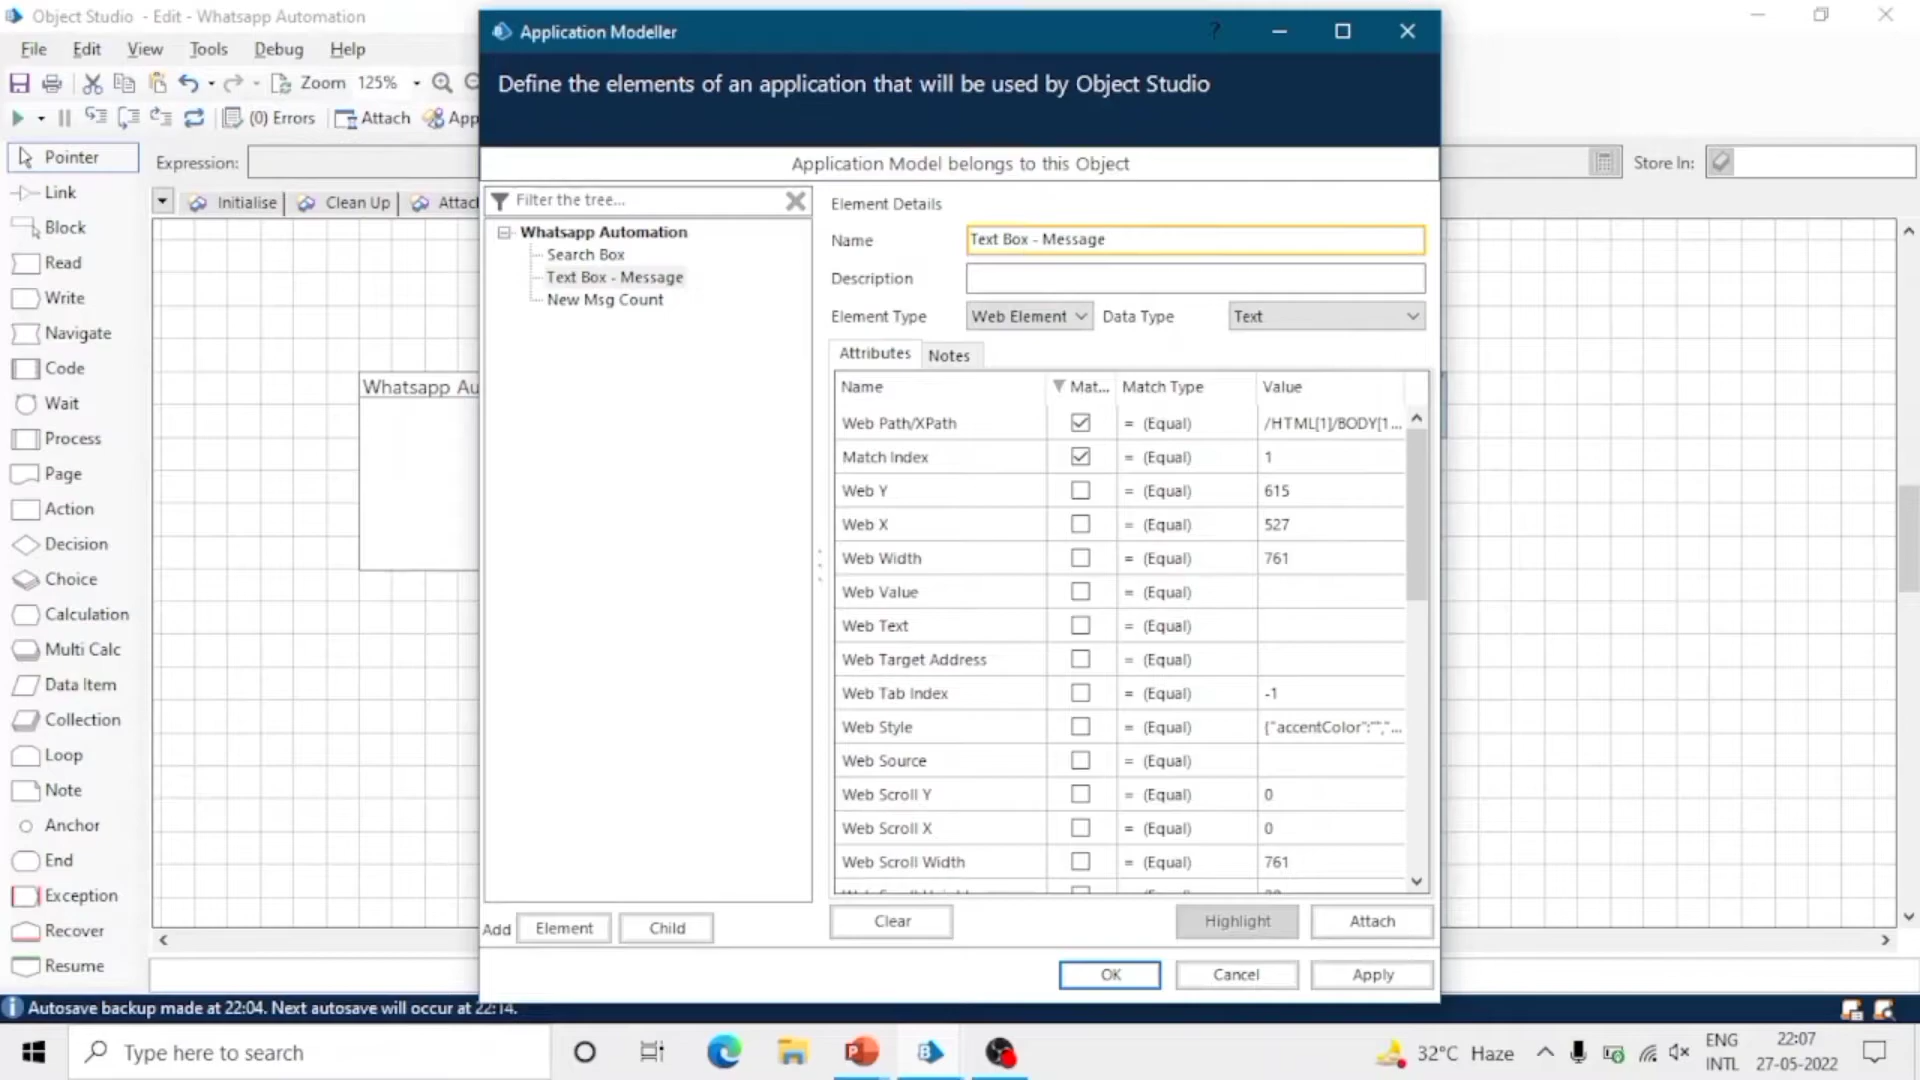 Object Studio - Edit - Whatsapp Automation
File Edit View Tools Debug Help
Zoom 125%
(0) Errors Attach App
Expression:
Store In:
Pointer
Link
Block
Read
Write
Navigate
Code
Wait
Process
Page
Action
Decision
Choice
Calculation
Multi Calc
Data Item
Collection
Loop
Note
Anchor
End
Exception
Recover
Resume
Initialise Clean Up Attach
Whatsapp Au
Application Modeller
?
Define the elements of an application that will be used by Object Studio
Application Model belongs to this Object
Filter the tree...
Whatsapp Automation
Search Box
Text Box - Message
New Msg Count
Add Element Child
Element Details
Name Text Box - Message
Description
Element Type Web Element Data Type Text
Attributes Notes
Name Mat... Match Type Value
Web Path/XPath = (Equal) /HTML[1]/BODY[1...
Match Index = (Equal) 1
Web Y = (Equal) 615
Web X = (Equal) 527
Web Width = (Equal) 761
Web Value = (Equal)
Web Text = (Equal)
Web Target Address = (Equal)
Web Tab Index = (Equal) -1
Web Style = (Equal) {"accentColor":"","...
Web Source = (Equal)
Web Scroll Y = (Equal) 0
Web Scroll X = (Equal) 0
Web Scroll Width = (Equal) 761
Clear Highlight Attach
OK Cancel Apply
Autosave backup made at 22:04. Next autosave will occur at 22:14.
Type here to search
32°C Haze
ENG
INTL
22:07
27-05-2022